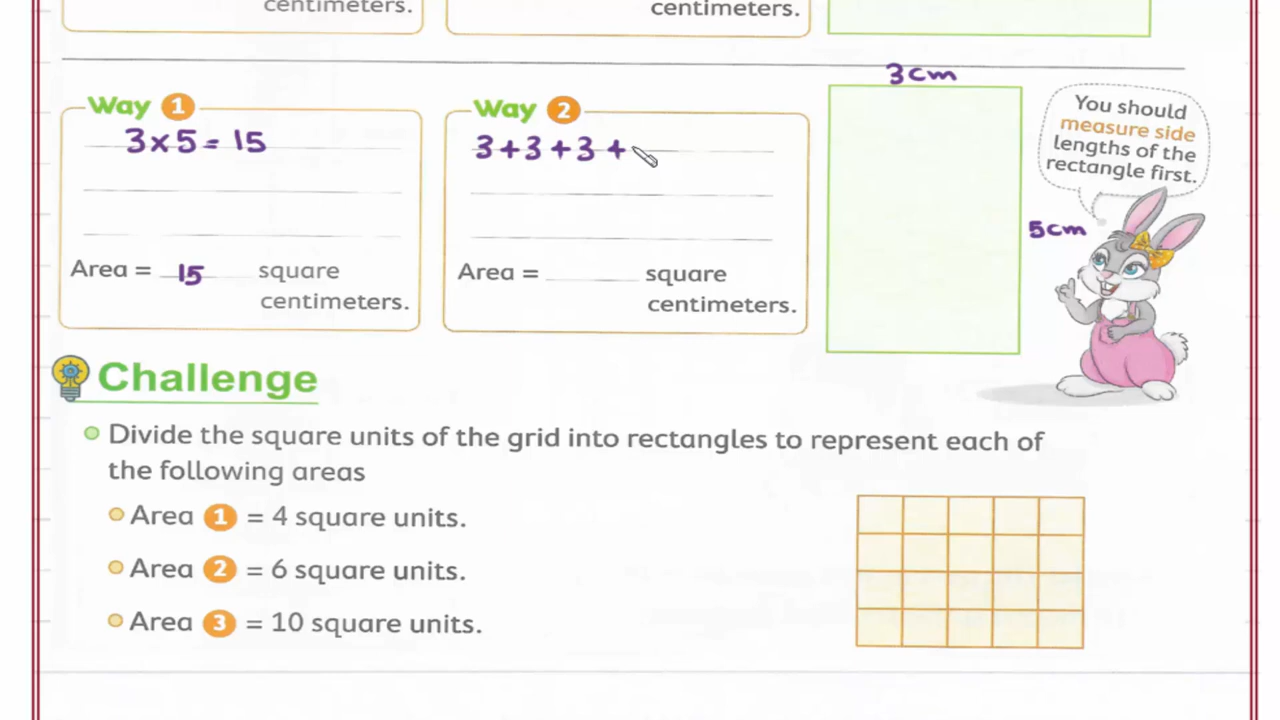 centimeters.
centimeters.
Way 1
3×5= 15
Area = 15 square
centimeters.
Way 2
3+3+3+
Area = ______ square
centimeters.
3cm
5cm
You should
measure side
lengths of the
rectangle first.
Challenge
Divide the square units of the grid into rectangles to represent each of
the following areas
Area 1 = 4 square units.
Area 2 = 6 square units.
Area 3 = 10 square units.